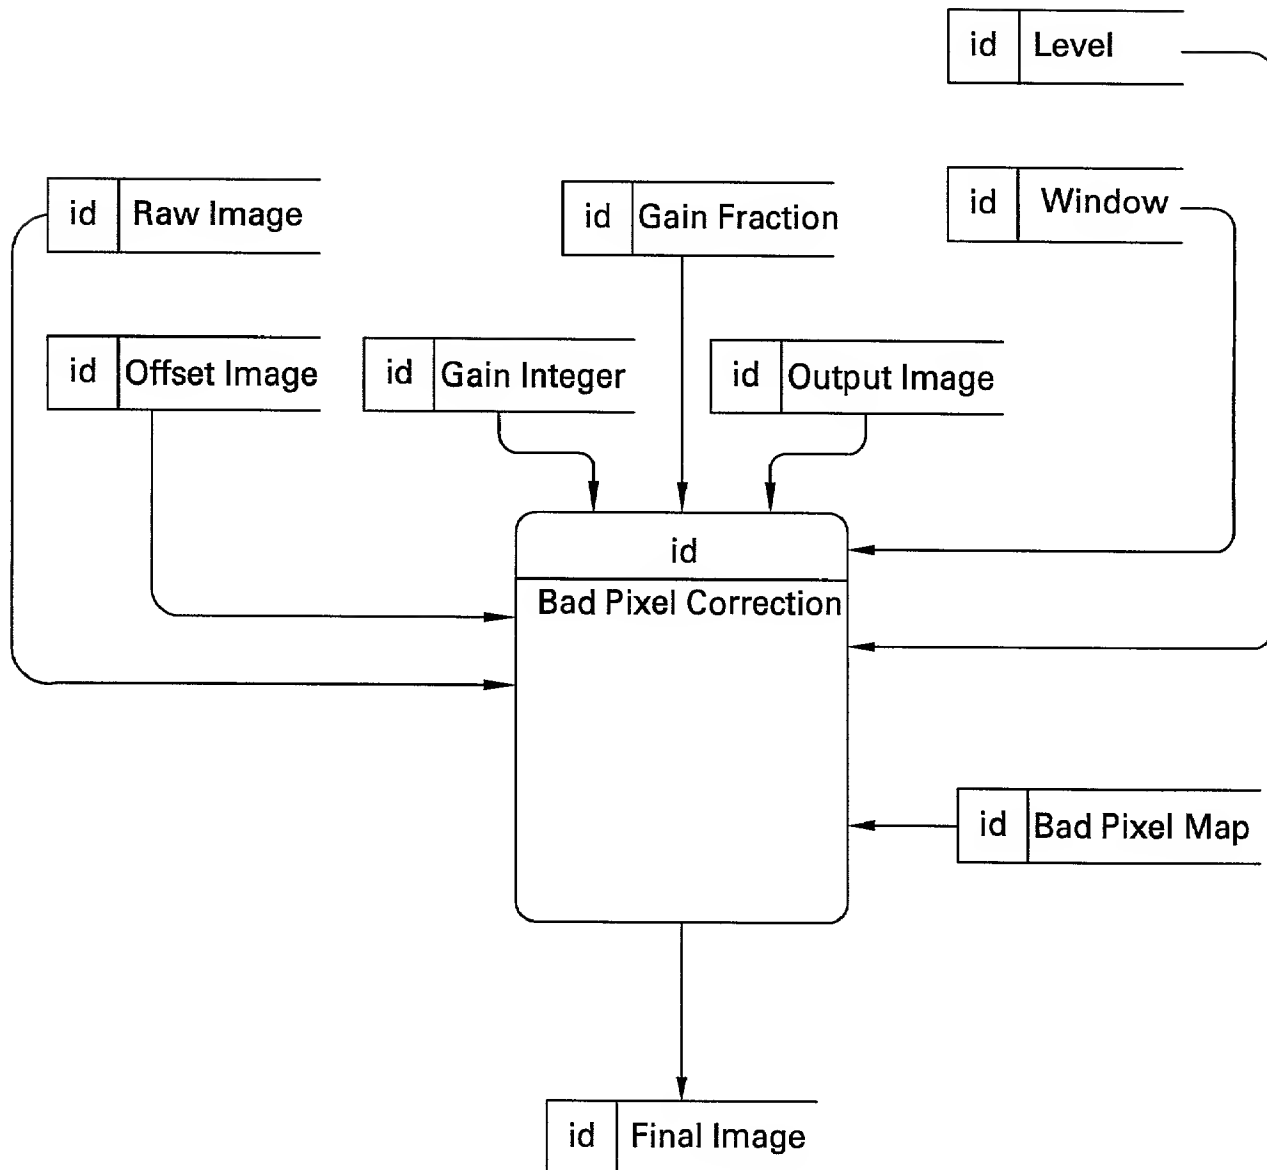 id Level
id Raw Image
id Gain Fraction
id Window
id Offset Image
id Gain Integer
id Output Image
id
Bad Pixel Correction
id Bad Pixel Map
id Final Image